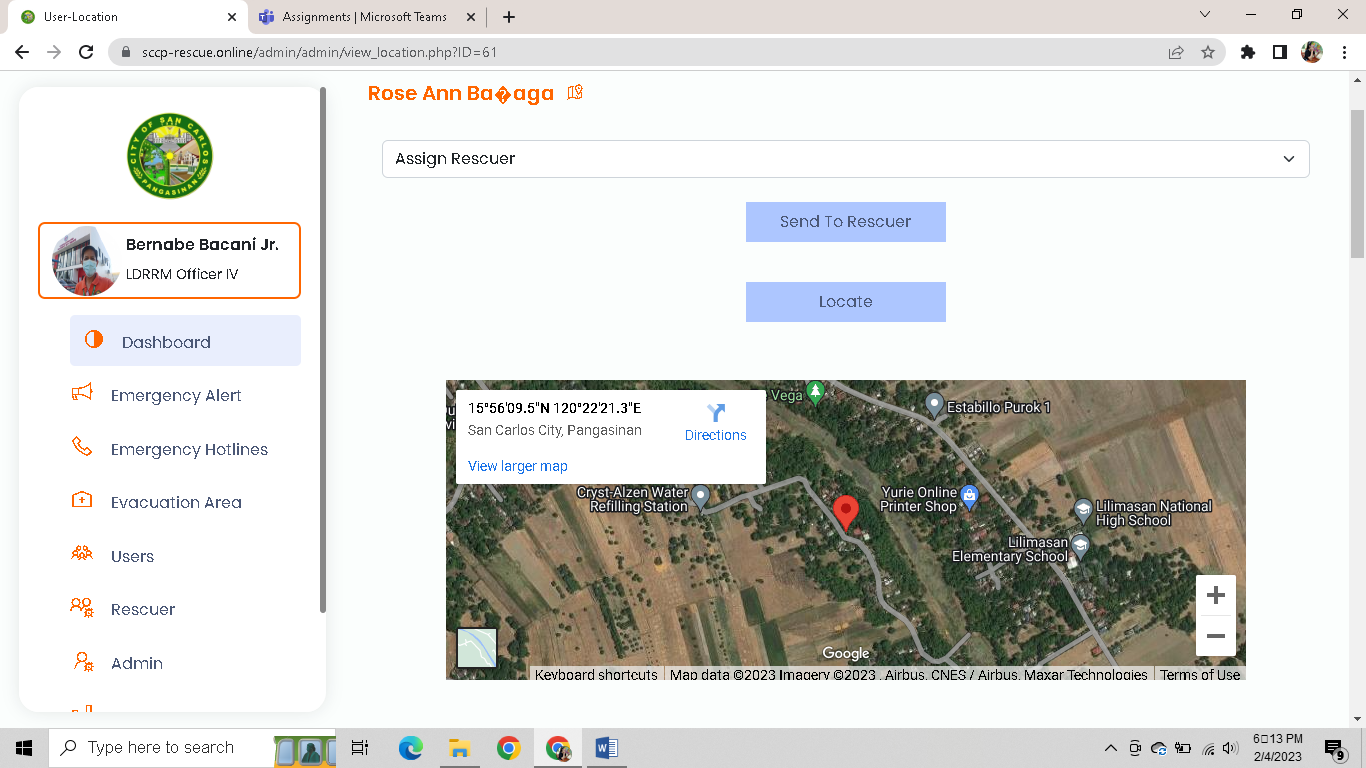 User-Location
Assignments | Microsoft Teams
sccp-rescue.online/admin/admin/view_location.php?ID=61
CITY OF SAN CARLOS
PANGASINAN
Bernabe Bacani Jr.
LDRRM Officer IV
Dashboard
Emergency Alert
Emergency Hotlines
Evacuation Area
Users
Rescuer
Admin
Rose Ann Ba�aga
Assign Rescuer
Send To Rescuer
Locate
15°56'09.5"N 120°22'21.3"E
San Carlos City, Pangasinan
Directions
View larger map
Vega
Estabillo Purok 1
Cryst-Alzen Water
Refilling Station
Yurie Online
Printer Shop
Lilimasan National
High School
Lilimasan
Elementary School
Google
Keyboard shortcuts
Map data ©2023 Imagery ©2023 , Airbus, CNES / Airbus, Maxar Technologies
Terms of Use
Type here to search
6□13 PM
2/4/2023
9